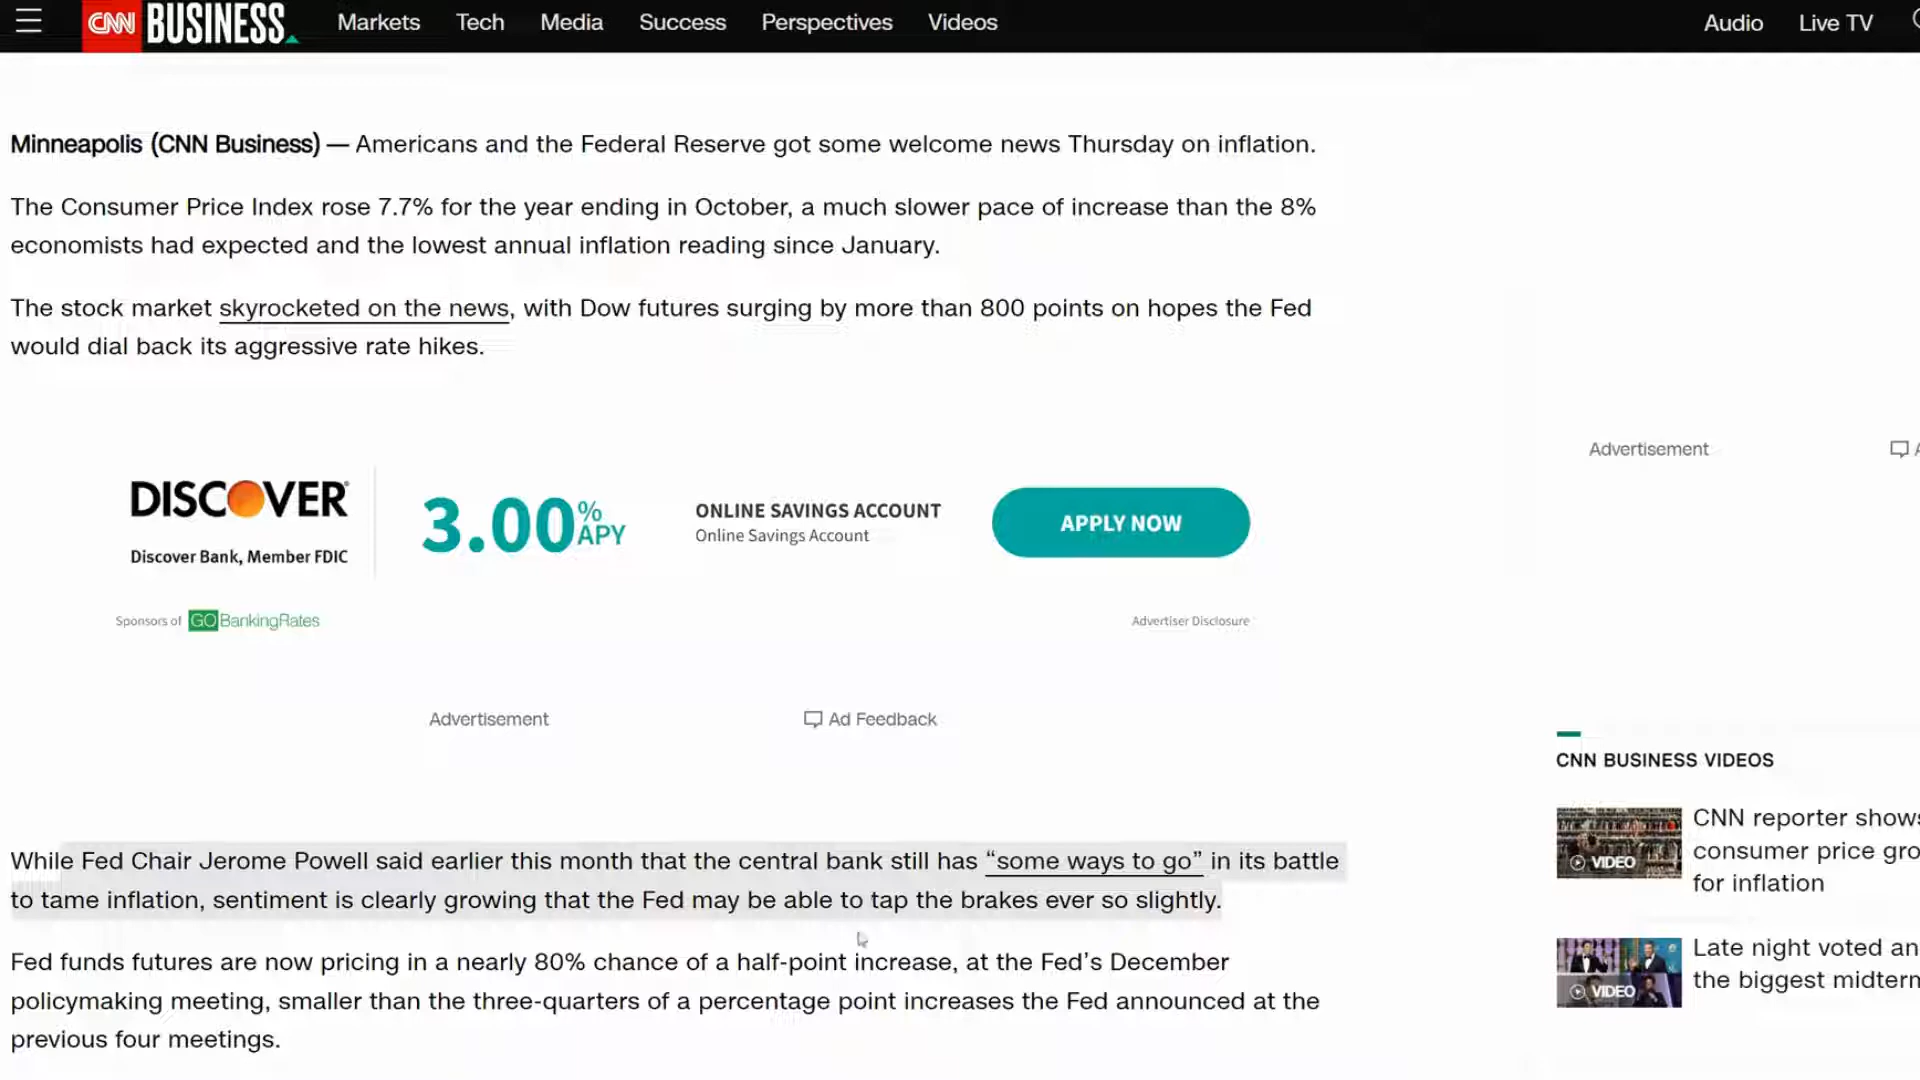 CNN BUSINESS Markets Tech Media Success Perspectives Videos Audio Live TV
Minneapolis (CNN Business) — Americans and the Federal Reserve got some welcome news Thursday on inflation.
The Consumer Price Index rose 7.7% for the year ending in October, a much slower pace of increase than the 8%
economists had expected and the lowest annual inflation reading since January.
The stock market skyrocketed on the news, with Dow futures surging by more than 800 points on hopes the Fed
would dial back its aggressive rate hikes.
Advertisement
DISCOVER
Discover Bank, Member FDIC
3.00% APY
ONLINE SAVINGS ACCOUNT
Online Savings Account
APPLY NOW
Sponsors of GOBankingRates
Advertiser Disclosure
Advertisement
Ad Feedback
While Fed Chair Jerome Powell said earlier this month that the central bank still has “some ways to go” in its battle
to tame inflation, sentiment is clearly growing that the Fed may be able to tap the brakes ever so slightly.
Fed funds futures are now pricing in a nearly 80% chance of a half-point increase, at the Fed’s December
policymaking meeting, smaller than the three-quarters of a percentage point increases the Fed announced at the
previous four meetings.
CNN BUSINESS VIDEOS
VIDEO
CNN reporter shows
consumer price gro
for inflation
VIDEO
Late night voted an
the biggest midterm